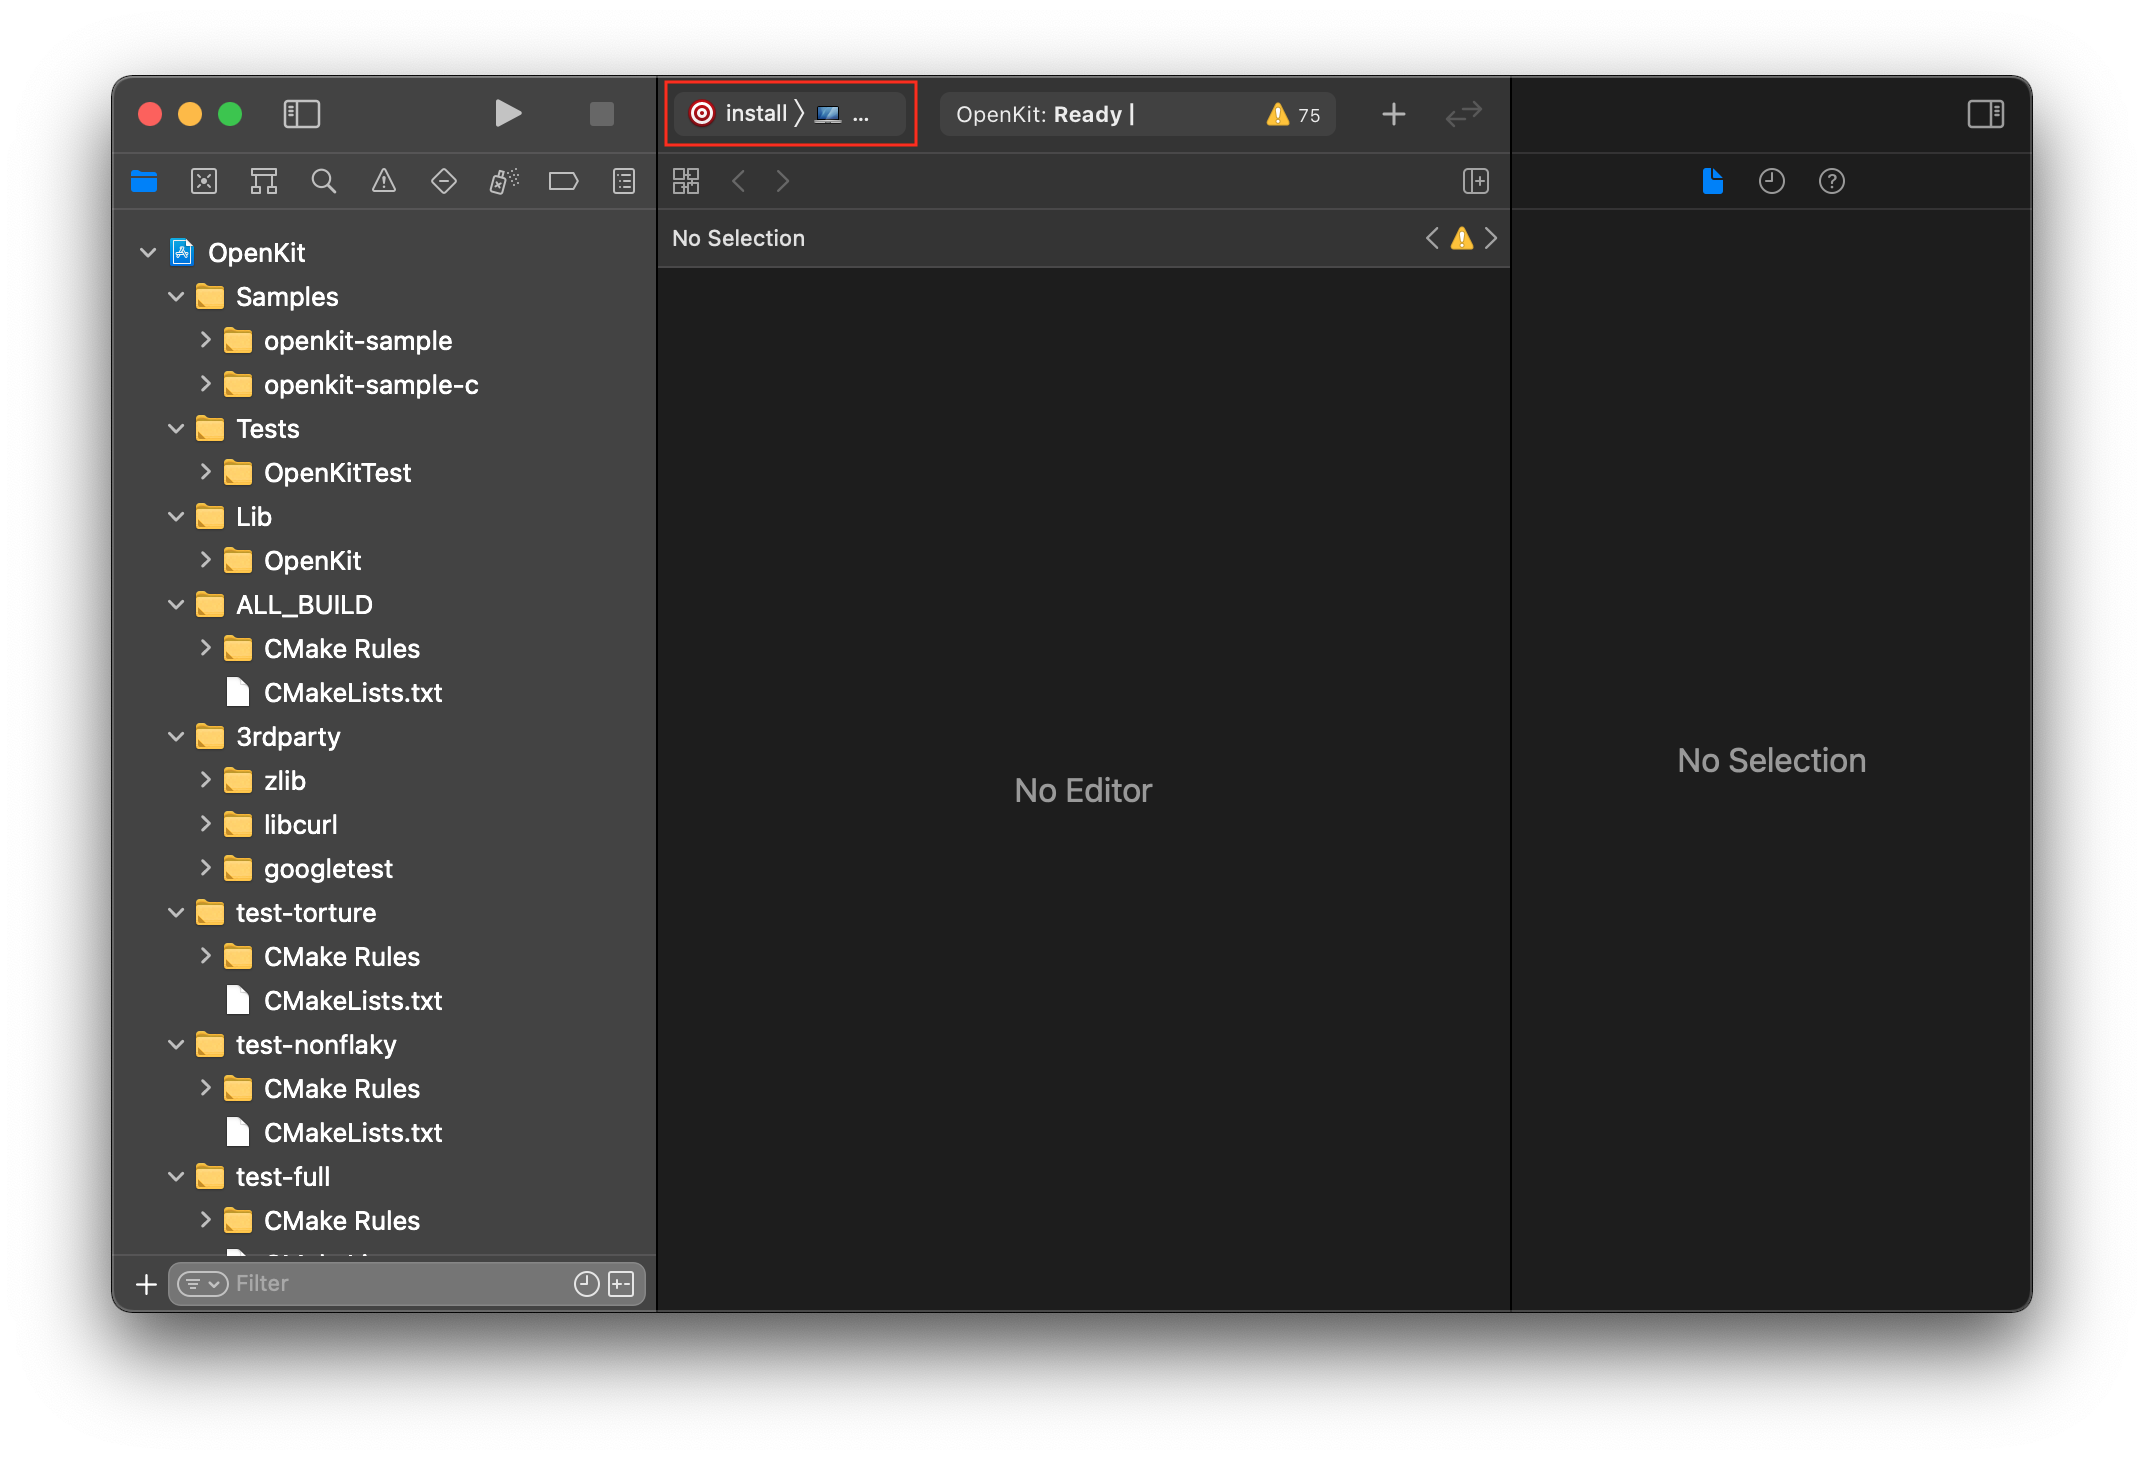 install 〉 ...
OpenKit: Ready |
75
No Selection
OpenKit
Samples
openkit-sample
openkit-sample-c
Tests
OpenKitTest
Lib
OpenKit
ALL_BUILD
CMake Rules
CMakeLists.txt
3rdparty
zlib
libcurl
googletest
test-torture
CMake Rules
CMakeLists.txt
test-nonflaky
CMake Rules
CMakeLists.txt
test-full
CMake Rules
Filter
No Editor
No Selection